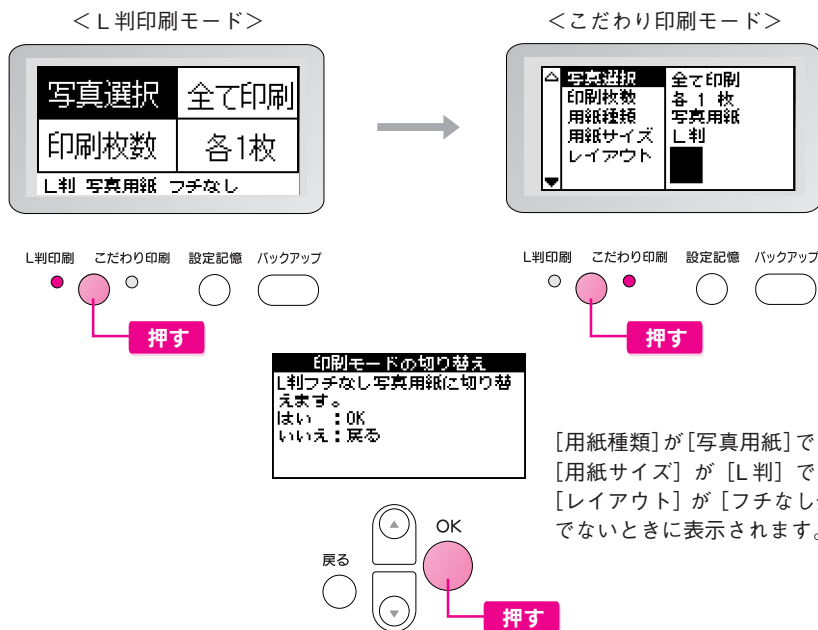 ＜L判印刷モード＞
＜こだわり印刷モード＞
写真選択 全て印刷
印刷枚数 各1枚
L判 写真用紙 フチなし
写真選択 全て印刷
印刷枚数 各 1 枚
用紙種類 写真用紙
用紙サイズ L判
レイアウト
L判印刷 こだわり印刷 設定記憶 バックアップ
押す
L判印刷 こだわり印刷 設定記憶 バックアップ
押す
印刷モードの切り替え
L判フチなし写真用紙に切り替
えます。
はい ：OK
いいえ：戻る
［用紙種類］が［写真用紙］で
［用紙サイズ］が［L判］で
［レイアウト］が［フチなし
でないときに表示されます。
OK
戻る
押す